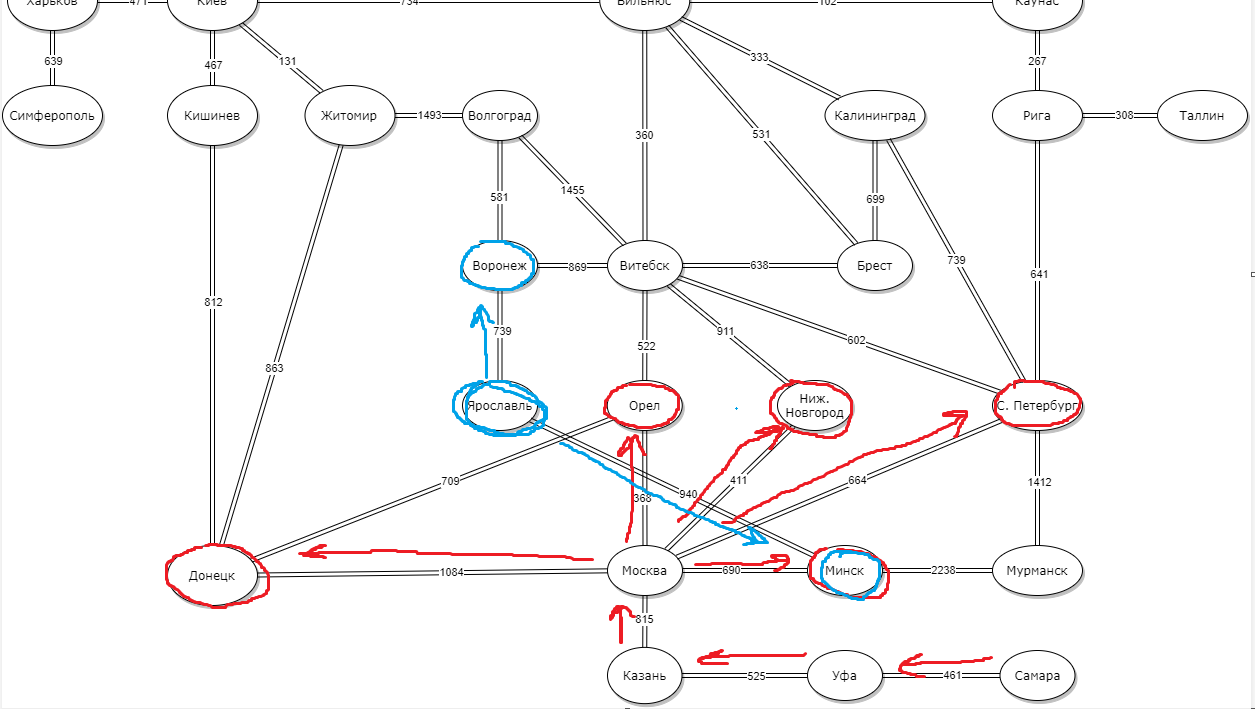 Харьков
471
Киев
734
Вильнюс
102
Каунас
639
467
131
333
267
Симферополь
Кишинев
Житомир
1493
Волгоград
Калининград
Рига
308
Таллин
360
531
581
1455
699
Воронеж
869
Витебск
638
Брест
739
641
812
739
522
911
602
863
Ярославль
Орел
Ниж.
Новгород
С. Петербург
709
940
411
664
1412
368
Донецк
1084
Москва
690
Минск
2238
Мурманск
815
Казань
525
Уфа
461
Самара